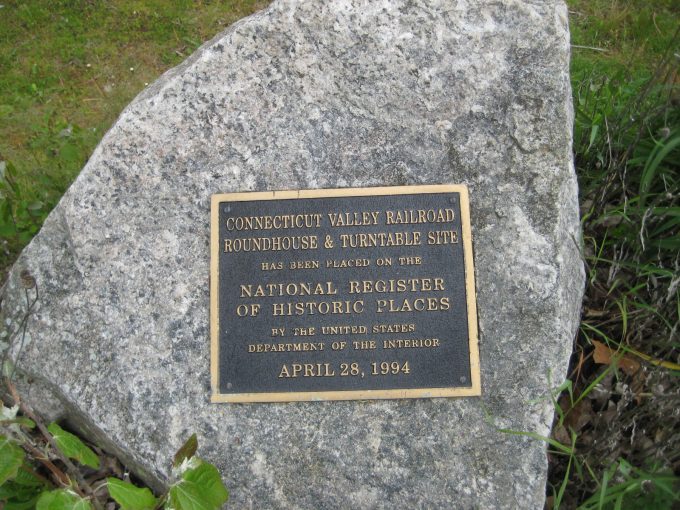 CONNECTICUT VALLEY RAILROAD
ROUNDHOUSE & TURNTABLE SITE
HAS BEEN PLACED ON THE
NATIONAL REGISTER
OF HISTORIC PLACES
BY THE UNITED STATES
DEPARTMENT OF THE INTERIOR
APRIL 28, 1994